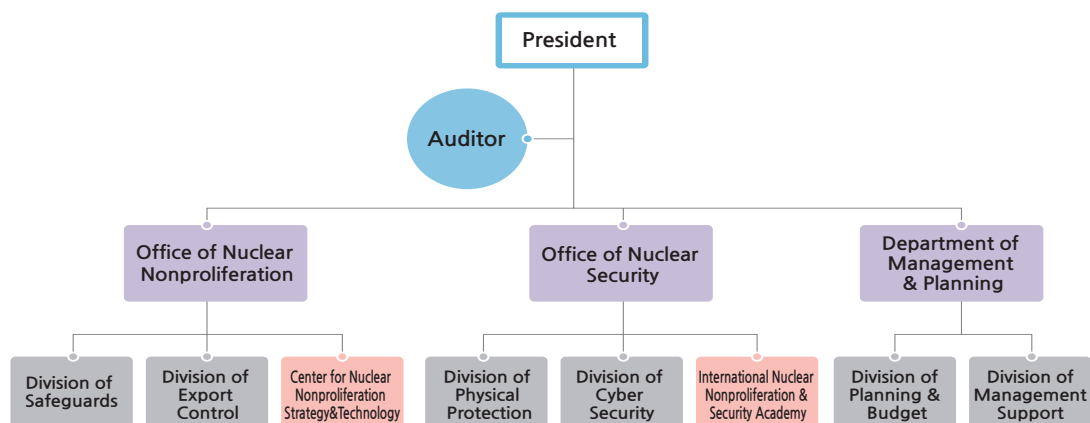 President
Auditor
Office of Nuclear
Nonproliferation
Office of Nuclear
Security
Department of
Management
& Planning
Division of
Safeguards
Division of
Export
Control
Center for Nuclear
Nonproliferation
Strategy&Technology
Division of
Physical
Protection
Division of
Cyber
Security
International Nuclear
Nonproliferation &
Security Academy
Division of
Planning &
Budget
Division of
Management
Support